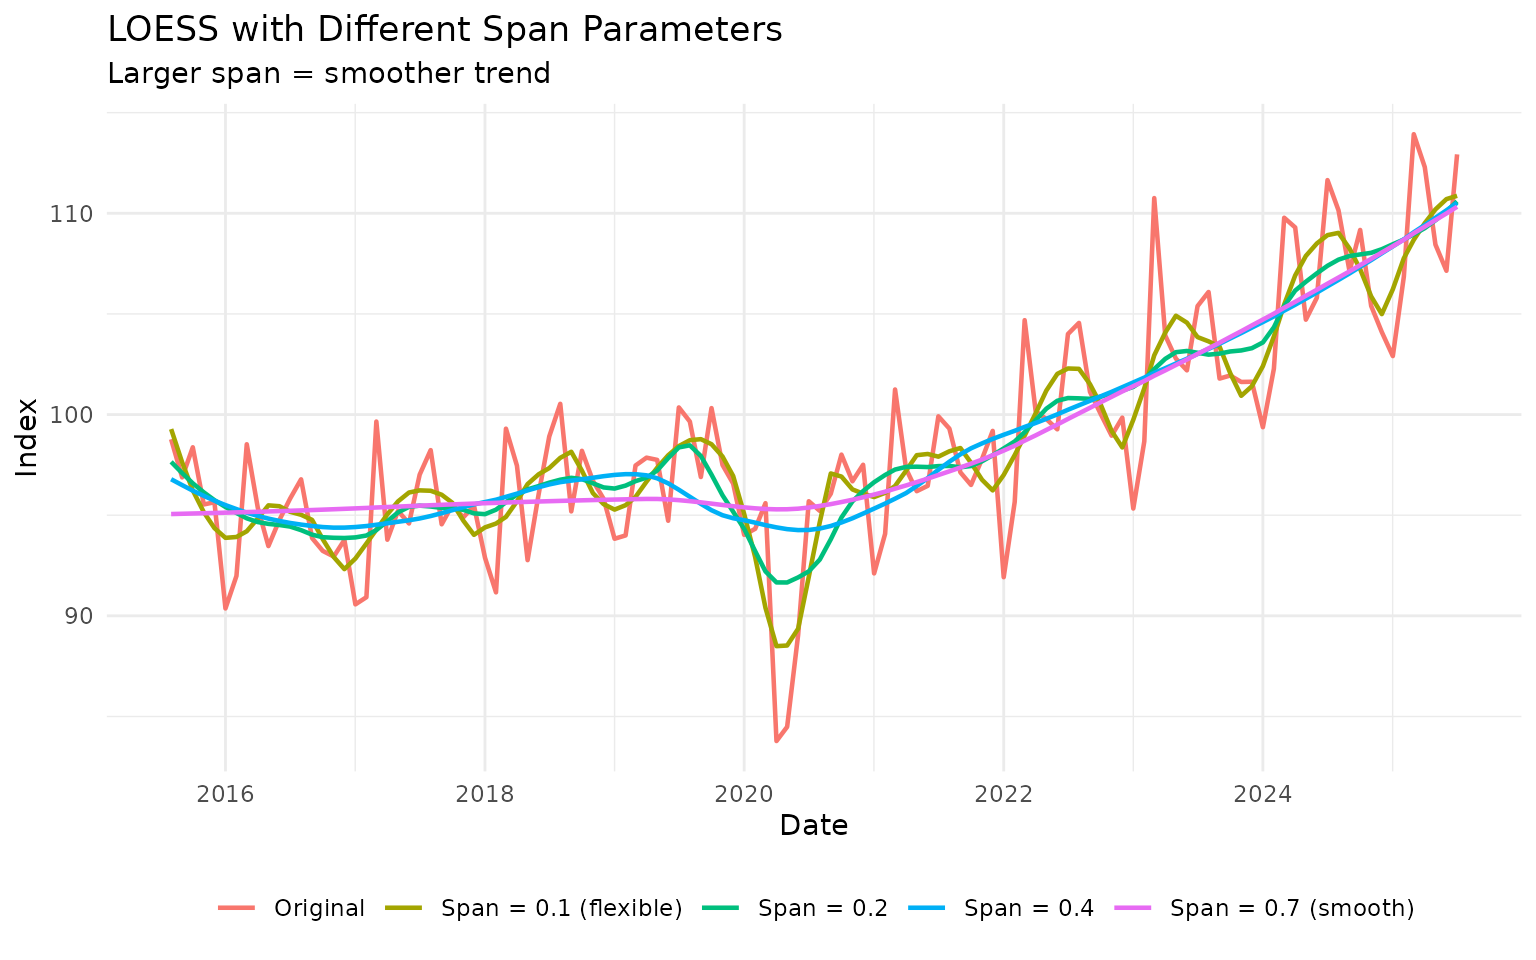 LOESS with Different Span Parameters
Larger span = smoother trend
110
100
90
Index
2016 2018 2020 2022 2024
Date
Original Span = 0.1 (flexible) Span = 0.2 Span = 0.4 Span = 0.7 (smooth)